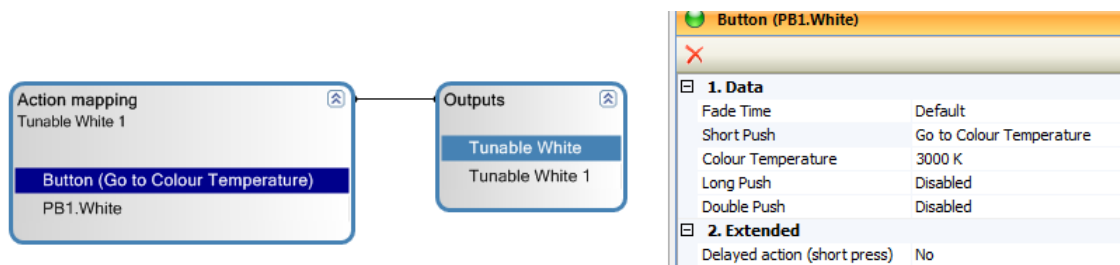 Action mapping
Tunable White 1
Button (Go to Colour Temperature)
PB1.White
Outputs
Tunable White
Tunable White 1
Button (PB1.White)
1. Data
Fade Time Default
Short Push Go to Colour Temperature
Colour Temperature 3000 K
Long Push Disabled
Double Push Disabled
2. Extended
Delayed action (short press) No